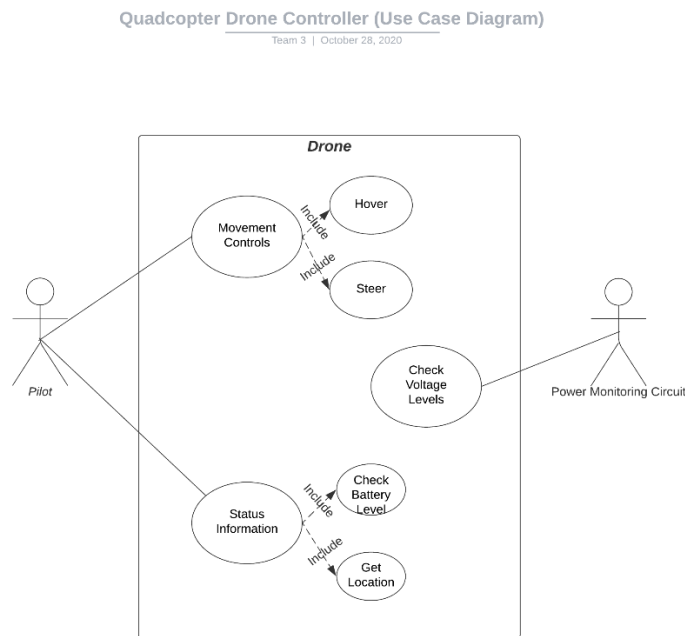 Quadcopter Drone Controller (Use Case Diagram)
Team 3 | October 28, 2020
Drone
Movement
Controls
Include
Hover
Include
Steer
Pilot
Check
Voltage
Levels
Power Monitoring Circuit
Status
Information
Include
Check
Battery
Level
Include
Get
Location